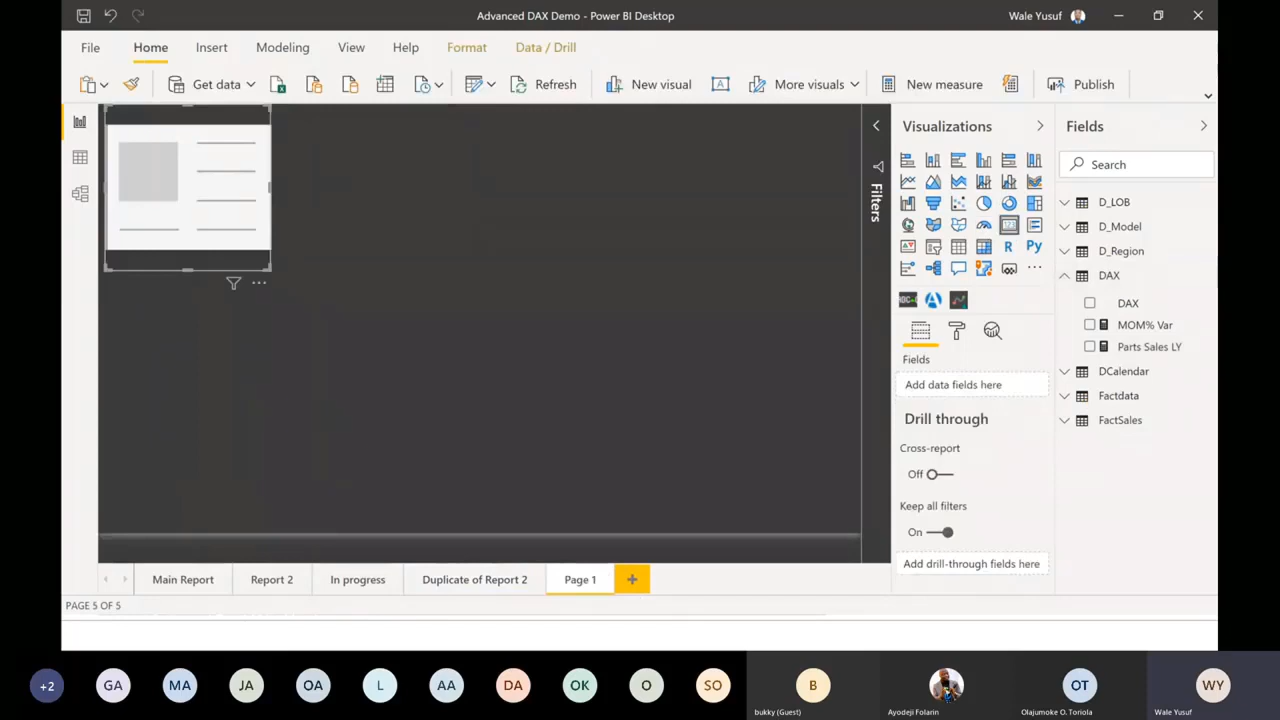 Advanced DAX Demo - Power BI Desktop
Wale Yusuf
File
Home
Insert
Modeling
View
Help
Format
Data / Drill
Get data
Refresh
New visual
A
More visuals
New measure
Publish
Filters
Visualizations
123
R
Py
A
Fields
Add data fields here
Drill through
Cross-report
Off
Keep all filters
On
Add drill-through fields here
Fields
Search
D_LOB
D_Model
D_Region
DAX
DAX
MOM% Var
Parts Sales LY
DCalendar
Factdata
FactSales
Main Report
Report 2
In progress
Duplicate of Report 2
Page 1
PAGE 5 OF 5
+2
GA
MA
JA
OA
L
AA
DA
OK
O
SO
B
bukky (Guest)
Ayodeji Folarin
OT
Olajumoke O. Toriola
WY
Wale Yusuf